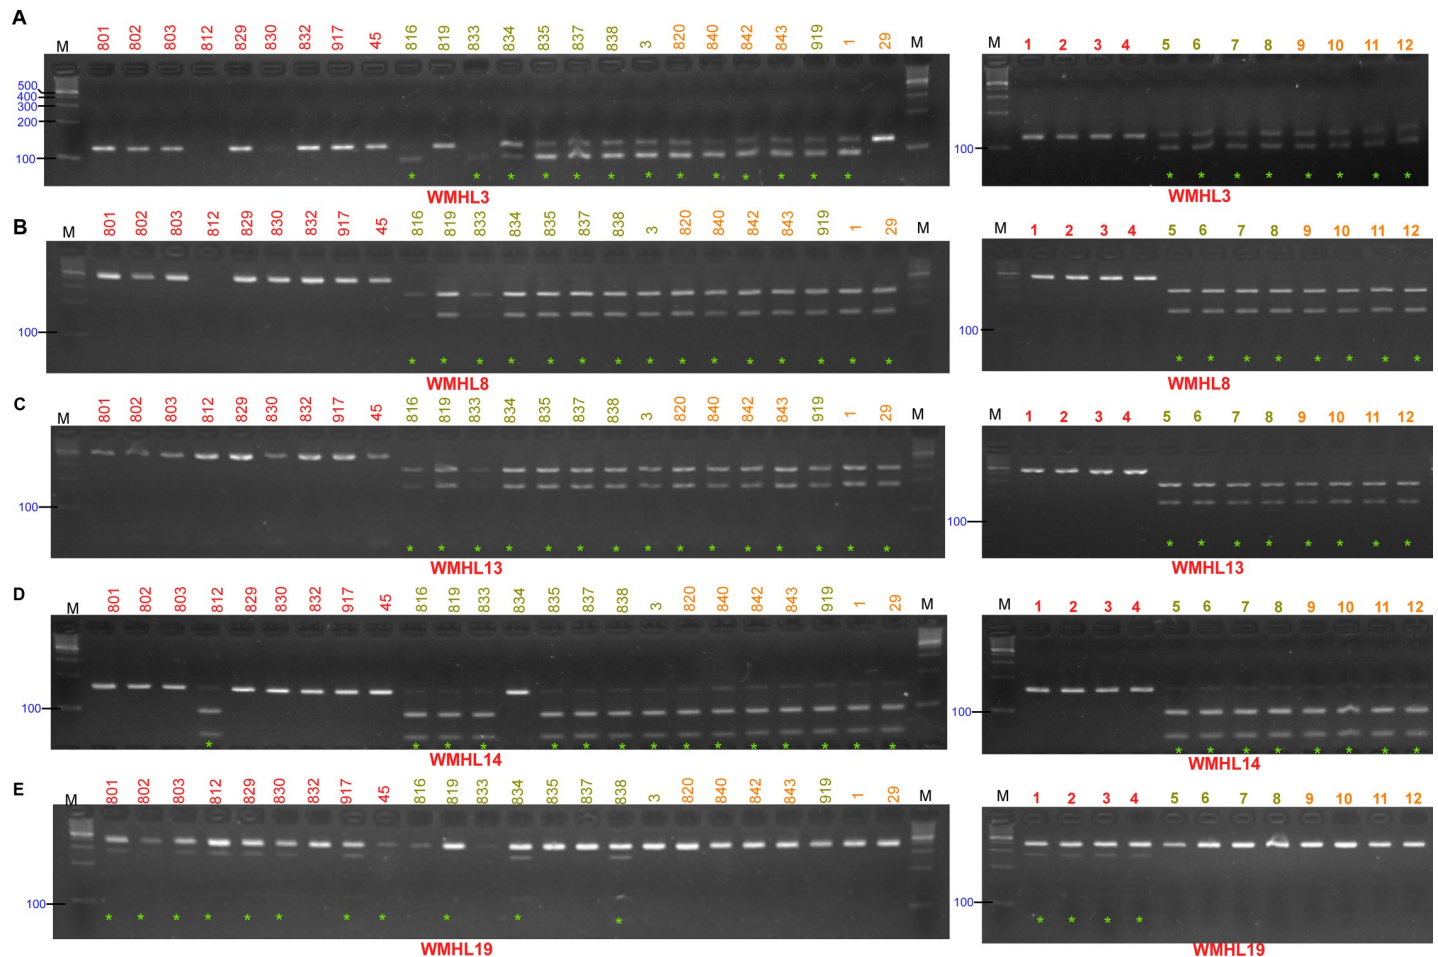 A
M 801 802 803 812 829 830 832 917 45 816 819 833 834 835 837 838 3 820 840 842 843 919 1 29 M
M 1 2 3 4 5 6 7 8 9 10 11 12
500
400
300
200
100
100
* * * * * * * * * * * * *
* * * * * * * *
WMHL3
WMHL3
B
M 801 802 803 812 829 830 832 917 45 816 819 833 834 835 837 838 3 820 840 842 843 919 1 29 M
M 1 2 3 4 5 6 7 8 9 10 11 12
100
100
* * * * * * * * * * * * * * *
* * * * * * * *
WMHL8
WMHL8
C
M 801 802 803 812 829 830 832 917 45 816 819 833 834 835 837 838 3 820 840 842 843 919 1 29 M
M 1 2 3 4 5 6 7 8 9 10 11 12
100
100
* * * * * * * * * * * * * * *
* * * * * * * *
WMHL13
WMHL13
D
M 801 802 803 812 829 830 832 917 45 816 819 833 834 835 837 838 3 820 840 842 843 919 1 29 M
M 1 2 3 4 5 6 7 8 9 10 11 12
100
100
* * * * * * * * * * * * * * *
* * * * * * * *
WMHL14
WMHL14
E
M 801 802 803 812 829 830 832 917 45 816 819 833 834 835 837 838 3 820 840 842 843 919 1 29 M
M 1 2 3 4 5 6 7 8 9 10 11 12
100
100
* * * * * * * * * * *
* * * *
WMHL19
WMHL19